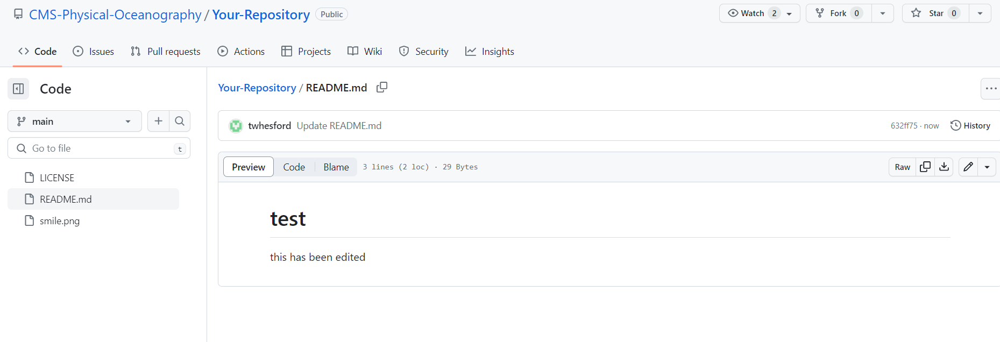 CMS-Physical-Oceanography / Your-Repository Public
Watch 2 Fork 0 Star 0
Code Issues Pull requests Actions Projects Wiki Security Insights
Code
main
Go to file t
LICENSE
README.md
smile.png
Your-Repository / README.md
twhesford Update README.md 632ff75 · now History
Preview Code Blame 3 lines (2 loc) · 29 Bytes Raw
test
this has been edited